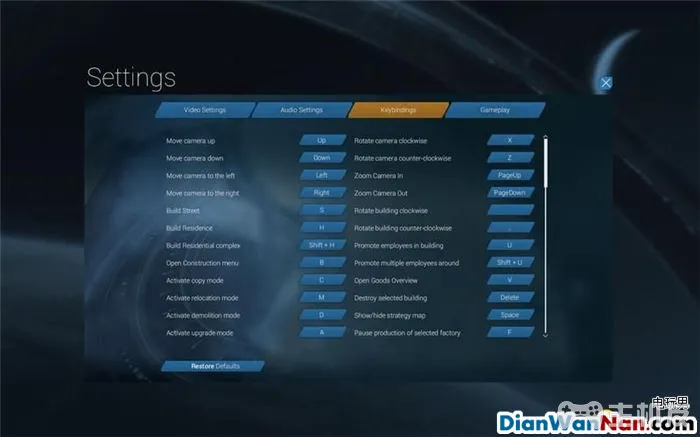 Settings
Video Settings
Audio Settings
Keybindings
Gameplay
Move camera up Up Rotate camera clockwise X
Move camera down Down Rotate camera counter-clockwise Z
Move camera to the left Left Zoom Camera In PageUp
Move camera to the right Right Zoom Camera Out PageDown
Build Street S Rotate building clockwise
Build Residence H Rotate building counter-clockwise
Build Residential complex Shift + H Promote employees in building U
Open Construction menu B Promote multiple employees around Shift + U
Activate copy mode C Open Goods Overview V
Activate relocation mode M Destroy selected building Delete
Activate demolition mode D Show/hide strategy map Space
Activate upgrade mode A Pause production of selected factory F
Restore Defaults
电玩男
DianWanNan.com